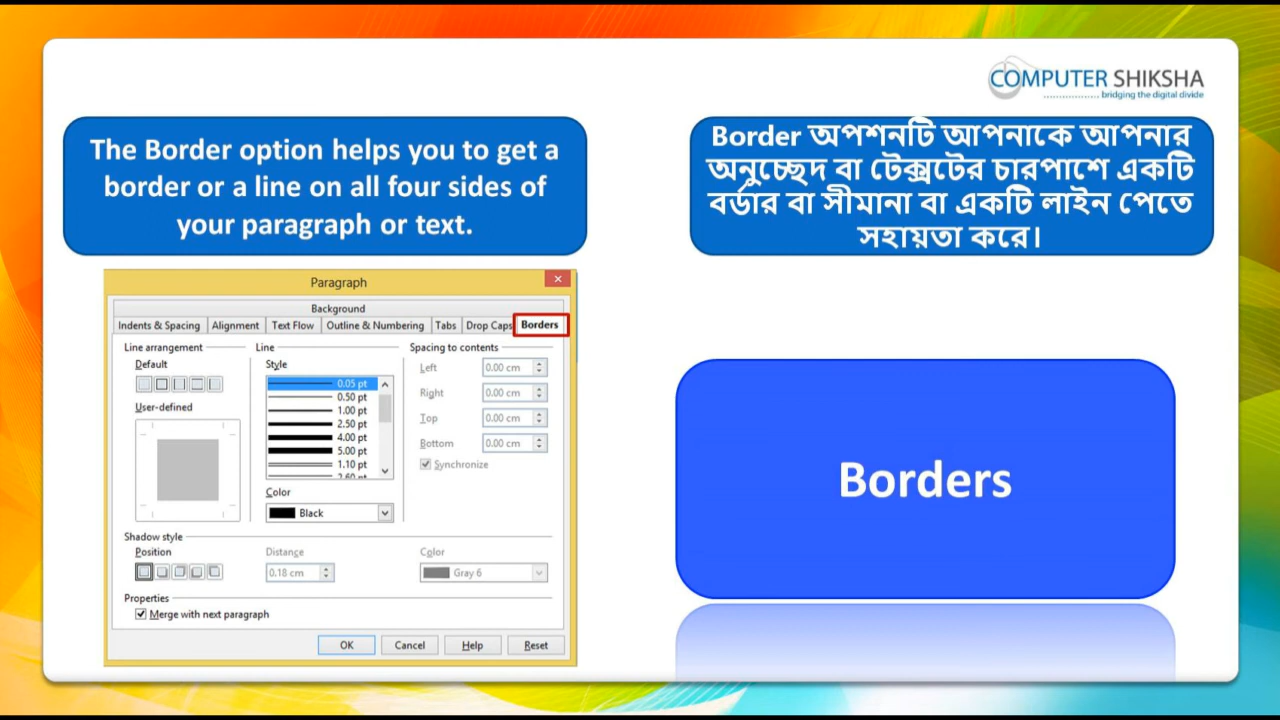 COMPUTER SHIKSHA
bridging the digital divide
The Border option helps you to get a
border or a line on all four sides of
your paragraph or text.
Border অপশনটি আপনাকে আপনার
অনুচ্ছেদ বা টেক্সটের চারপাশে একটি
বর্ডার বা সীমানা বা একটি লাইন পেতে
সহায়তা করে।
Paragraph
Background
Indents & Spacing Alignment Text Flow Outline & Numbering Tabs Drop Caps Borders
Line arrangement Line Spacing to contents
Default Style Left 0.00 cm
0.05 pt
0.50 pt
Right 0.00 cm
User-defined 1.00 pt
Top 0.00 cm
2.50 pt
4.00 pt
Bottom 0.00 cm
5.00 pt
1.10 pt
Synchronize
2.60 pt
Color
Black
Shadow style
Position Distance Color
0.18 cm Gray 6
Properties
Merge with next paragraph
OK Cancel Help Reset
Borders